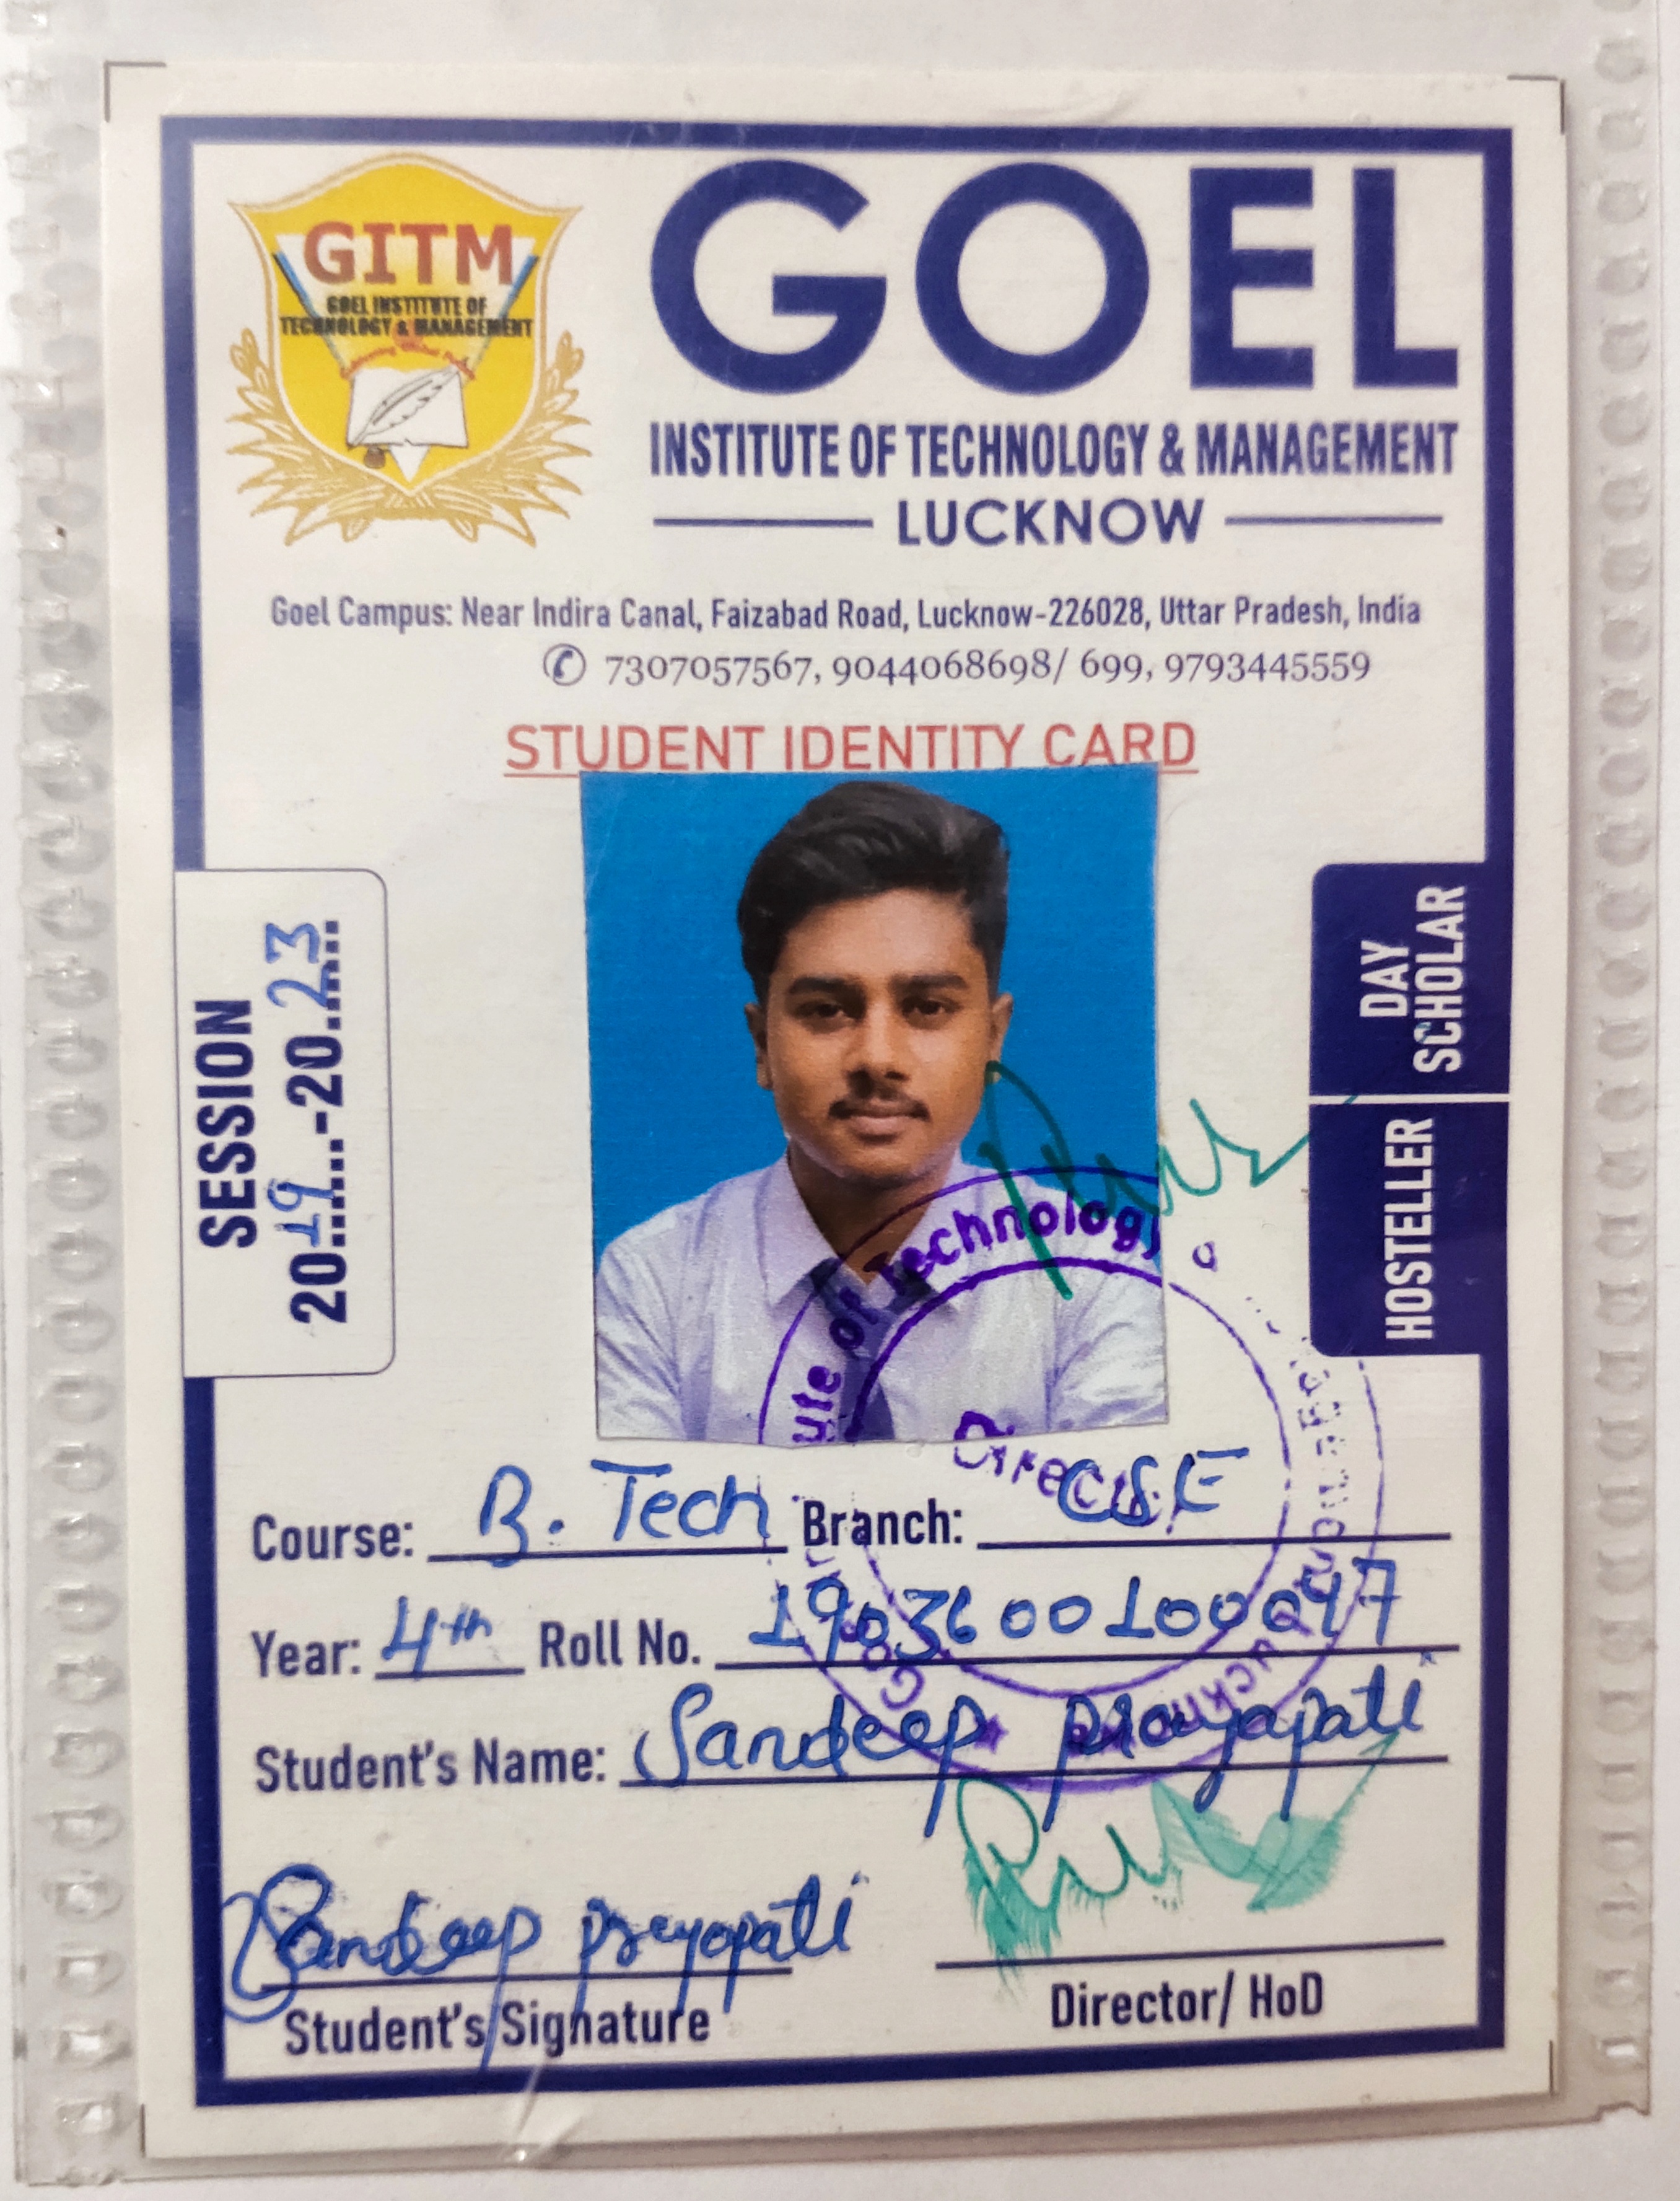 GITM
GOEL INSTITUTE OF
TECHNOLOGY & MANAGEMENT
GOEL
INSTITUTE OF TECHNOLOGY & MANAGEMENT
LUCKNOW
Goel Campus: Near Indira Canal, Faizabad Road, Lucknow-226028, Uttar Pradesh, India
7307057567, 9044068698/ 699, 9793445559
STUDENT IDENTITY CARD
SESSION
2019-2023
DAY
SCHOLAR
HOSTELLER
of Technology
Director
Course: B. Tech Branch: CSE
Year: 4th Roll No. 1903600100047
Student's Name: Sandeep prajapati
Sandeep prajapati
Student's Signature
Director/ HoD